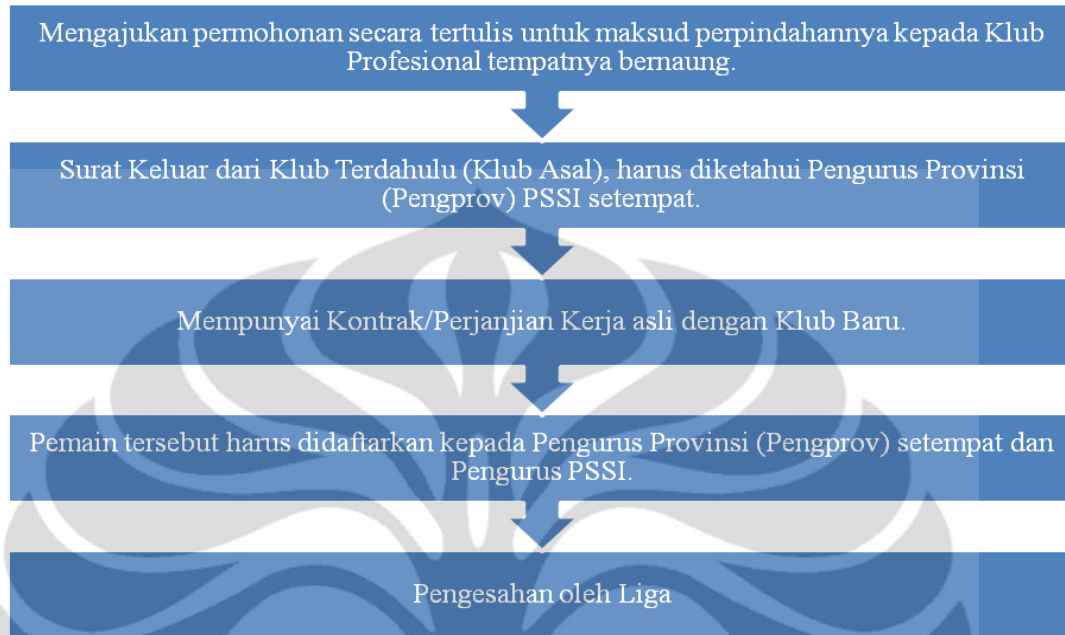 Mengajukan permohonan secara tertulis untuk maksud perpindahannya kepada Klub
Profesional tempatnya bernaung.
Surat Keluar dari Klub Terdahulu (Klub Asal), harus diketahui Pengurus Provinsi
(Pengprov) PSSI setempat.
Mempunyai Kontrak/Perjanjian Kerja asli dengan Klub Baru.
Pemain tersebut harus didaftarkan kepada Pengurus Provinsi (Pengprov) setempat dan
Pengurus PSSI.
Pengesahan oleh Liga